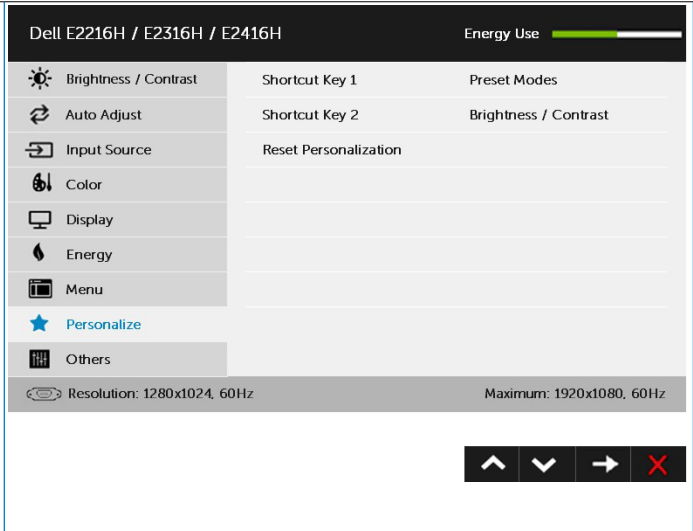 Dell E2216H / E2316H / E2416H Energy Use
Brightness / Contrast Shortcut Key 1 Preset Modes
Auto Adjust Shortcut Key 2 Brightness / Contrast
Input Source Reset Personalization
Color
Display
Energy
Menu
Personalize
Others
Resolution: 1280x1024, 60Hz Maximum: 1920x1080, 60Hz